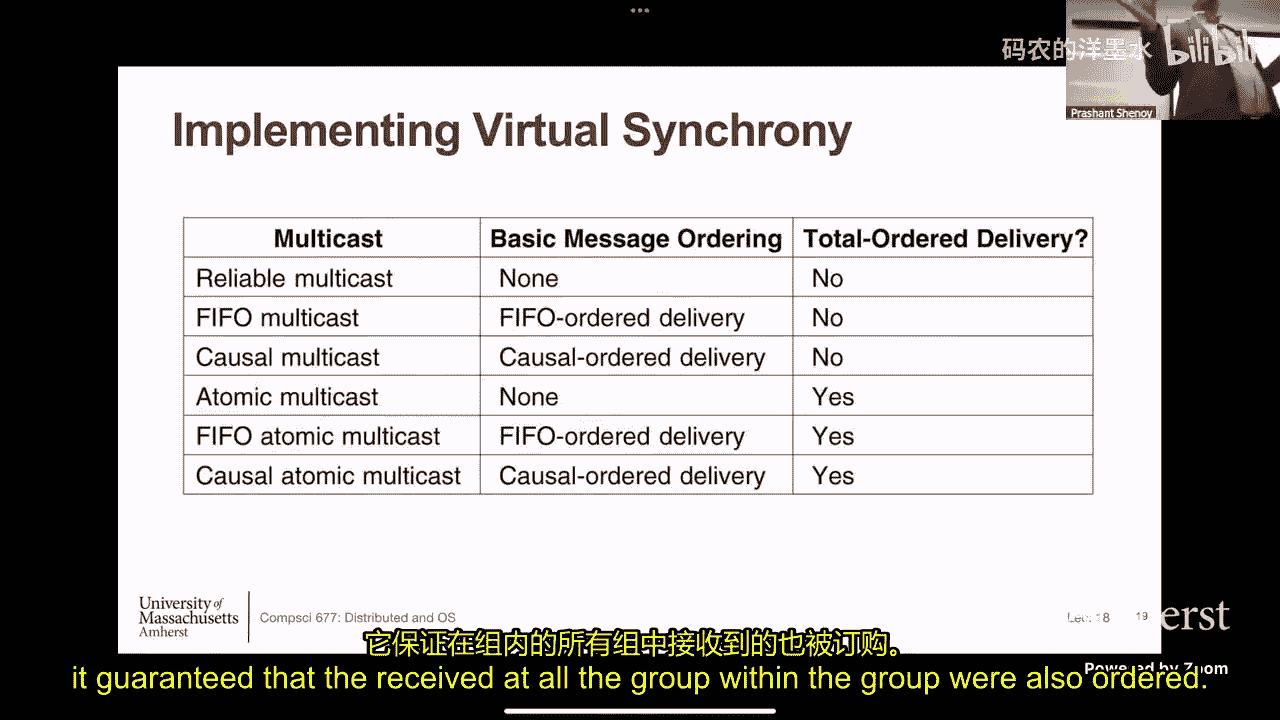 码农的洋墨水 bilibili
Prashant Shenoy
Implementing Virtual Synchrony
Multicast Basic Message Ordering Total-Ordered Delivery?
Reliable multicast None No
FIFO multicast FIFO-ordered delivery No
Causal multicast Causal-ordered delivery No
Atomic multicast None Yes
FIFO atomic multicast FIFO-ordered delivery Yes
Causal atomic multicast Causal-ordered delivery Yes
University of
Massachusetts
Amherst
Compsci 677: Distributed and OS
18 19
它保证在组内的所有组中接收到的也被订购。
Powered by Zoom
it guaranteed that the received at all the group within the group were also ordered.